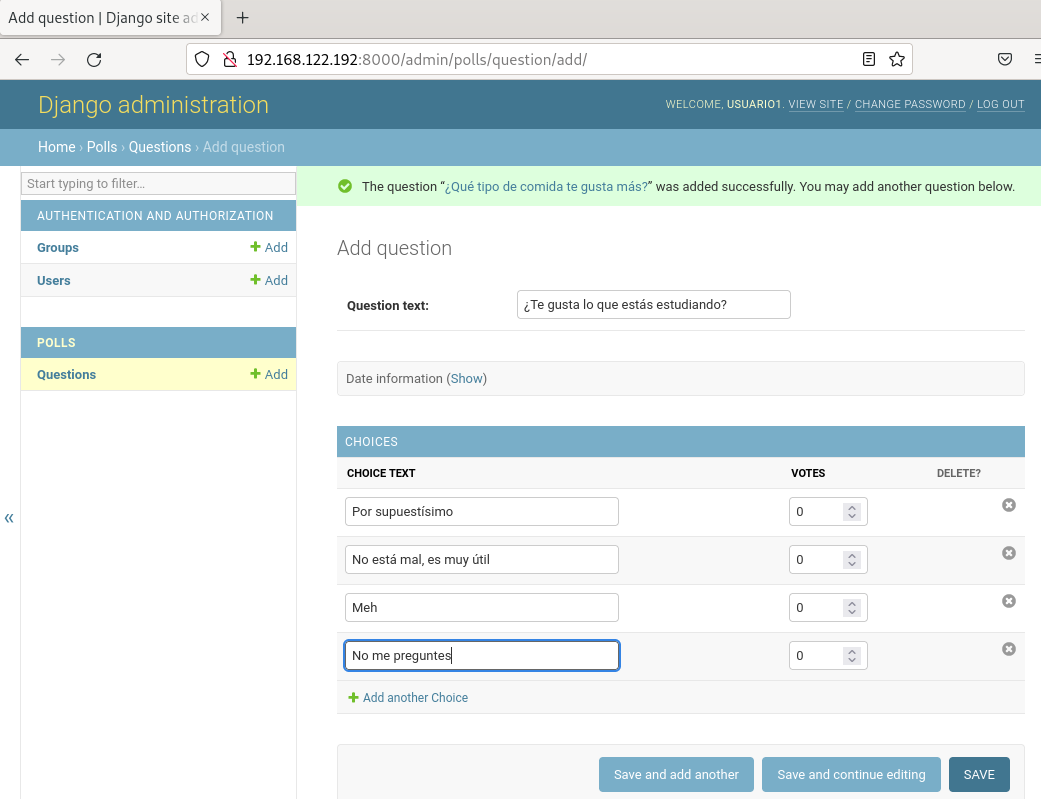 Add question | Django site ad
192.168.122.192:8000/admin/polls/question/add/
Django administration
WELCOME, USUARIO1. VIEW SITE / CHANGE PASSWORD / LOG OUT
Home › Polls › Questions › Add question
Start typing to filter...
AUTHENTICATION AND AUTHORIZATION
Groups + Add
Users + Add
POLLS
Questions + Add
«
The question “¿Qué tipo de comida te gusta más?” was added successfully. You may add another question below.
Add question
Question text: ¿Te gusta lo que estás estudiando?
Date information (Show)
CHOICES
CHOICE TEXT VOTES DELETE?
Por supuestísimo 0
No está mal, es muy útil 0
Meh 0
No me preguntes 0
+ Add another Choice
Save and add another Save and continue editing SAVE